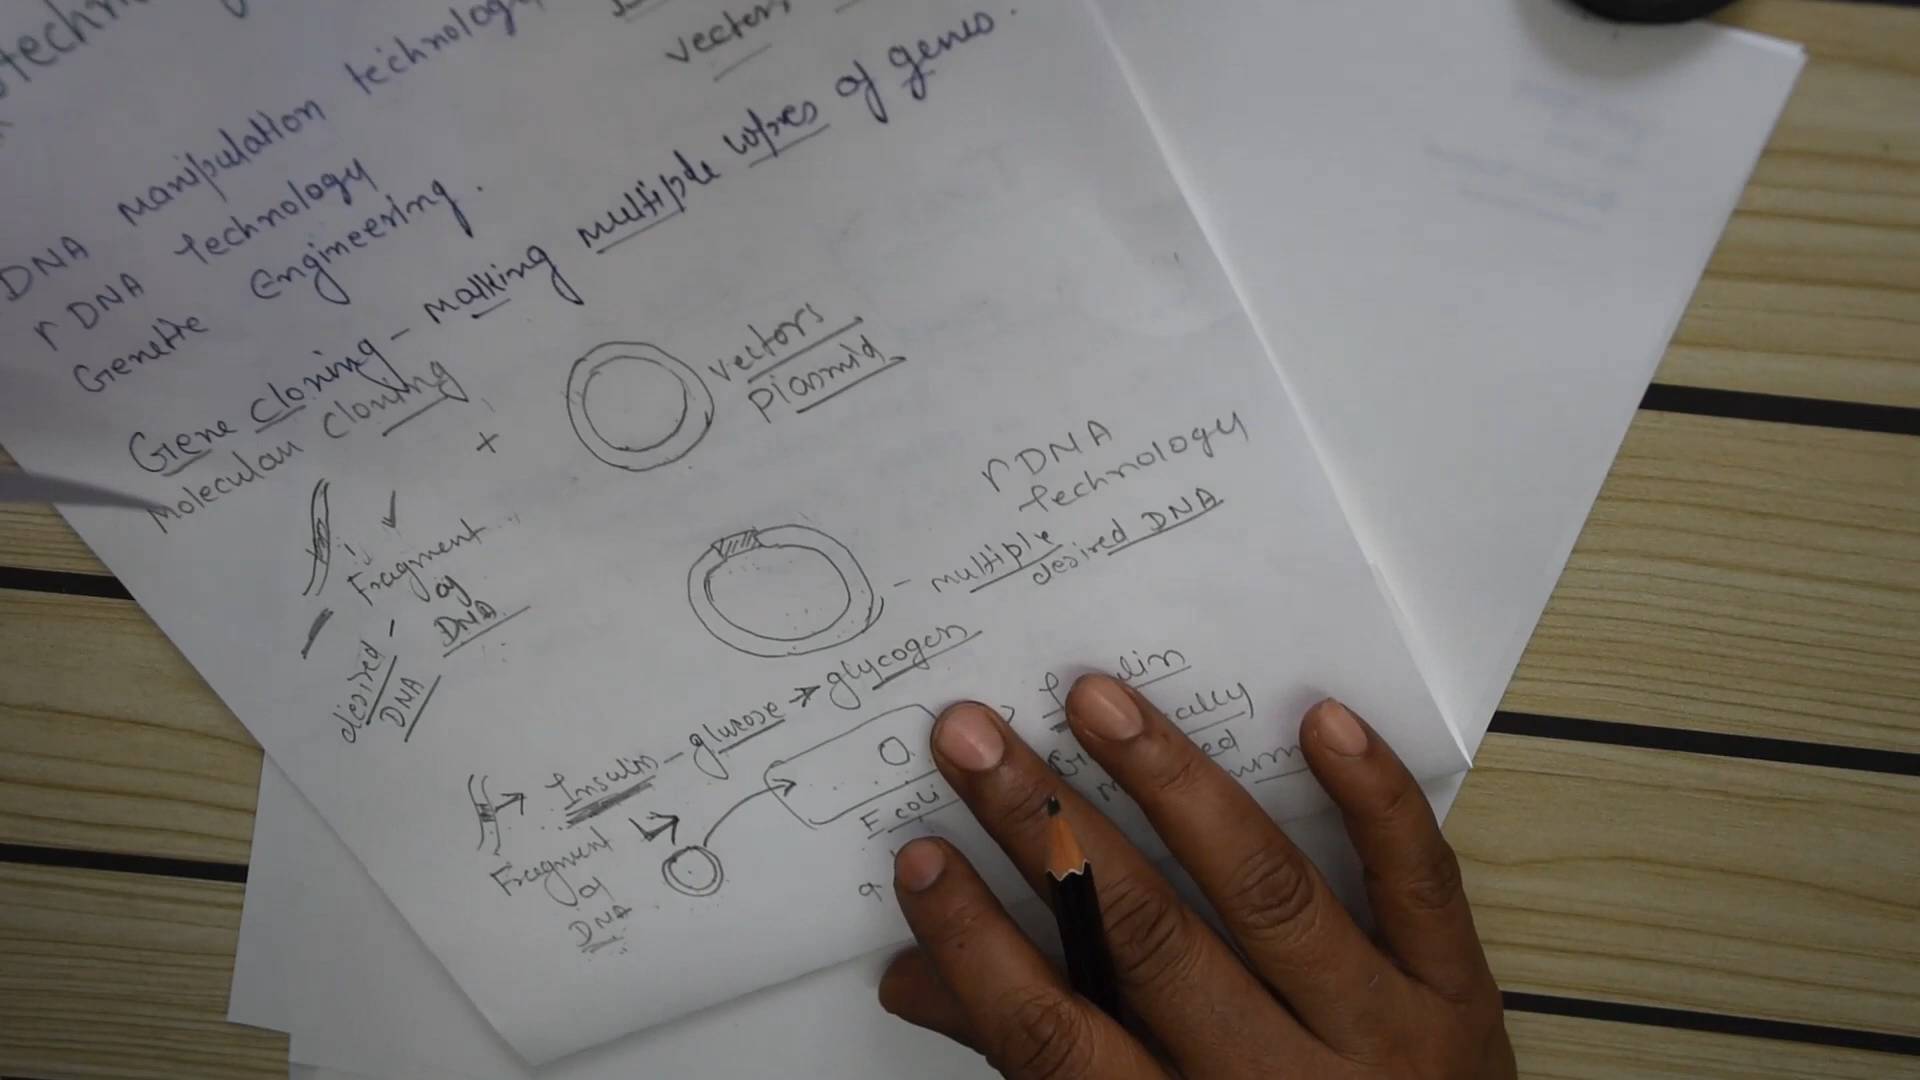 DNA manipulation technology
vectors
rDNA technology
Genetic Engineering.
Gene cloning - making multiple copies of genes.
Molecular Cloning
+
vectors
Plasmid
Fragment
of
DNA
desired
DNA
rDNA
technology
- multiple
desired DNA
Insulin - glucose → glycogen
Fragment
of
DNA
E coli